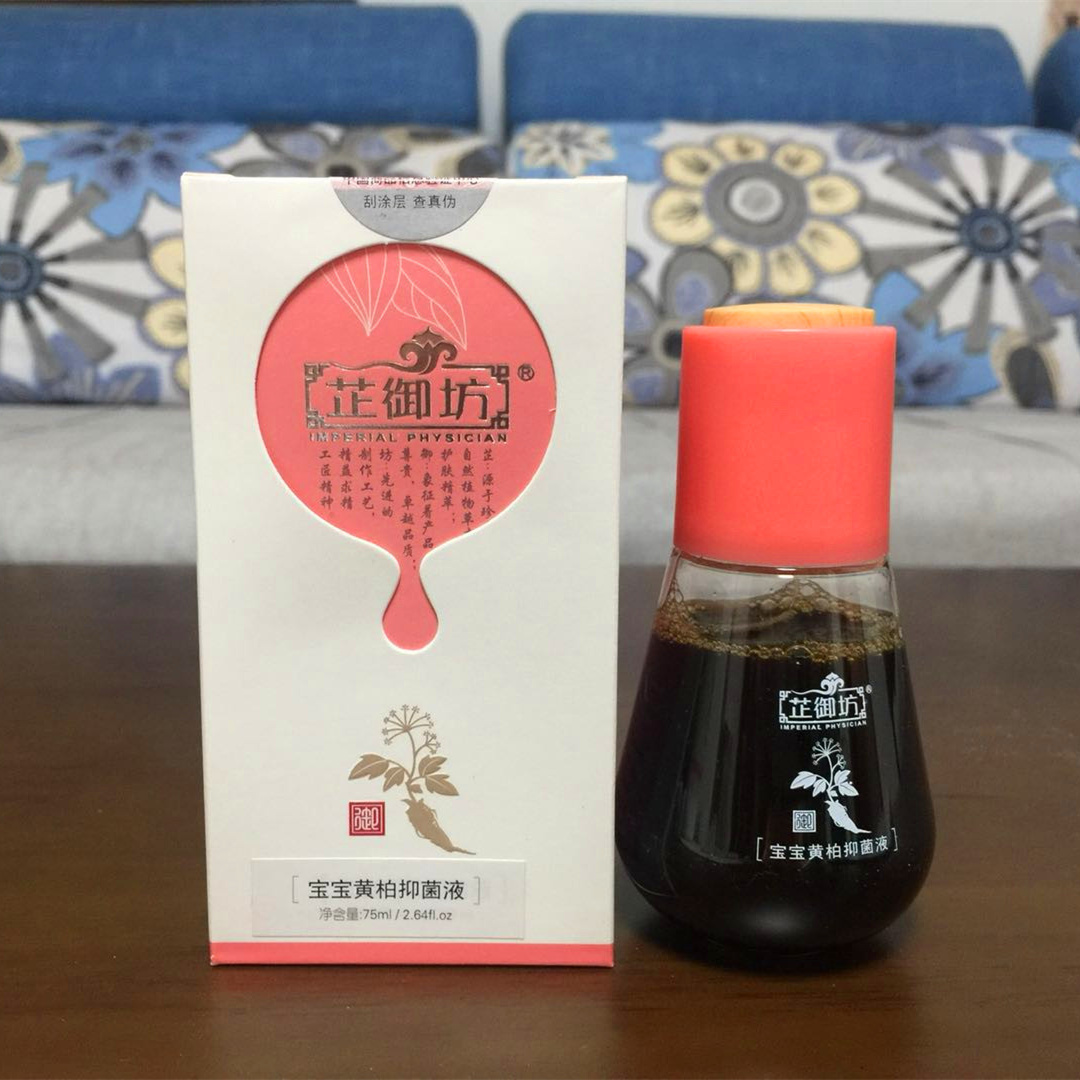 刮涂层 查真伪
芷御坊®
IMPERIAL PHYSICIAN
芷：源于珍
自然植物草，
护肤精萃；
御：象征着产品
尊贵、卓越品质；
坊：先进的
制作工艺，
精益求精
工匠精神
御
[宝宝黄柏抑菌液]
净含量:75ml / 2.64fl.oz
芷御坊®
IMPERIAL PHYSICIAN
御
[宝宝黄柏抑菌液]